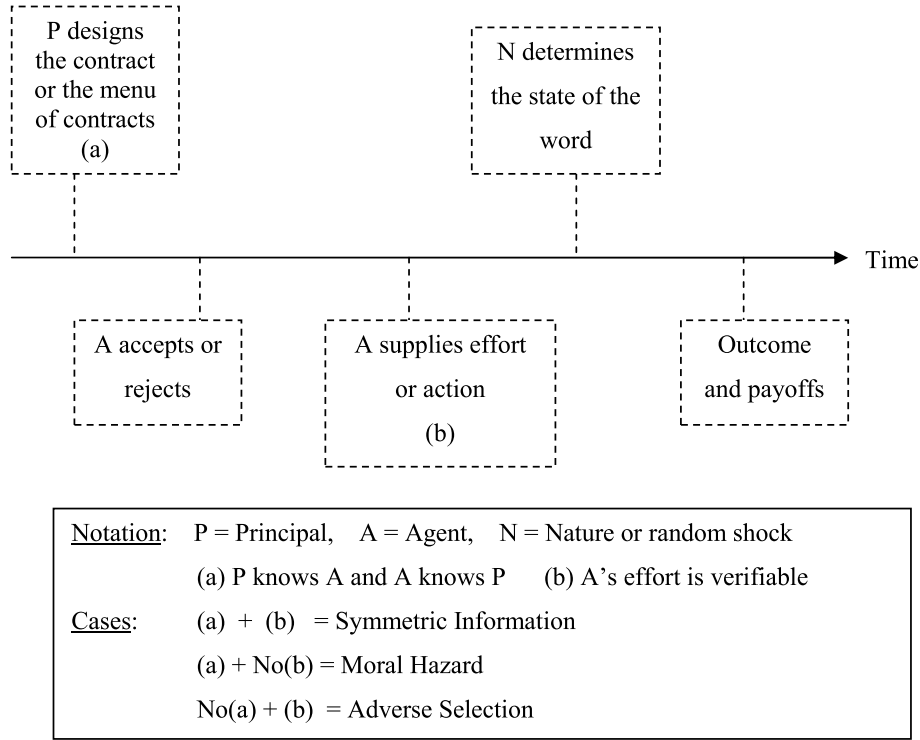 P designs
the contract
or the menu
of contracts
(a)
N determines
the state of the
word
Time
A accepts or
rejects
A supplies effort
or action
(b)
Outcome
and payoffs
Notation: P = Principal, A = Agent, N = Nature or random shock
(a) P knows A and A knows P (b) A’s effort is verifiable
Cases: (a) + (b) = Symmetric Information
(a) + No(b) = Moral Hazard
No(a) + (b) = Adverse Selection